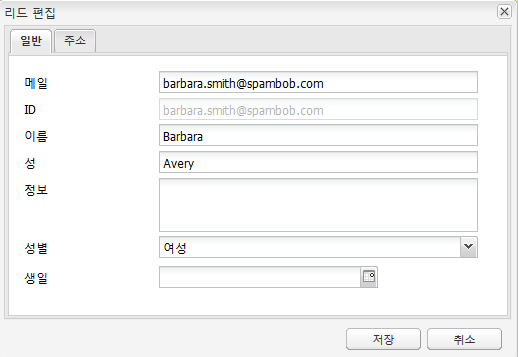 리드 편집
일반 주소
메일 barbara.smith@spambob.com
ID barbara.smith@spambob.com
이름 Barbara
성 Avery
정보
성별 여성
생일
저장 취소